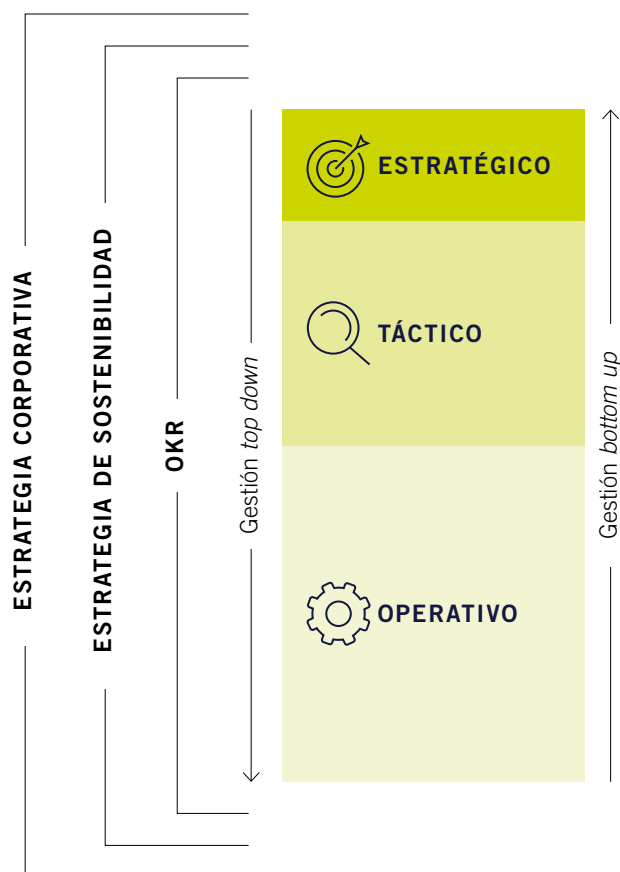 ESTRATEGIA CORPORATIVA
ESTRATEGIA DE SOSTENIBILIDAD
OKR
Gestión top down
ESTRATÉGICO
TÁCTICO
OPERATIVO
Gestión bottom up